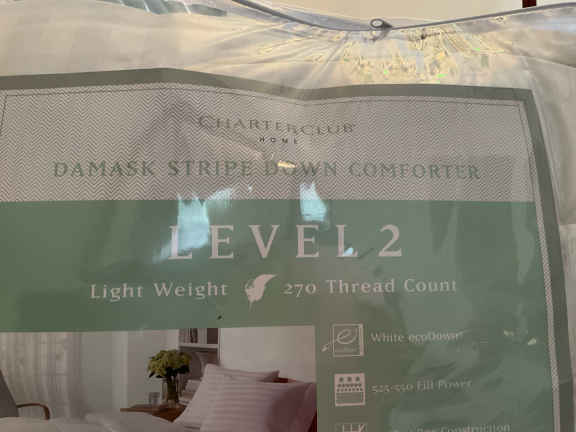 CHARTERCLUB
HOME
DAMASK STRIPE DOWN COMFORTER
LEVEL 2
Light Weight 270 Thread Count
White ecoDown
525-550 Fill Power
Construction